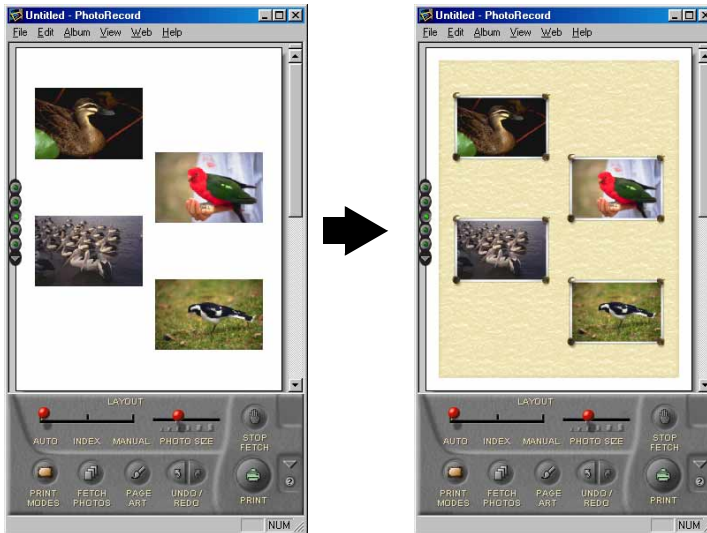 Untitled - PhotoRecord
File Edit Album View Web Help
LAYOUT
AUTO INDEX MANUAL PHOTO SIZE STOP FETCH
PRINT MODES FETCH PHOTOS PAGE ART UNDO / REDO PRINT
NUM
Untitled - PhotoRecord
File Edit Album View Web Help
LAYOUT
AUTO INDEX MANUAL PHOTO SIZE STOP FETCH
PRINT MODES FETCH PHOTOS PAGE ART UNDO / REDO PRINT
NUM